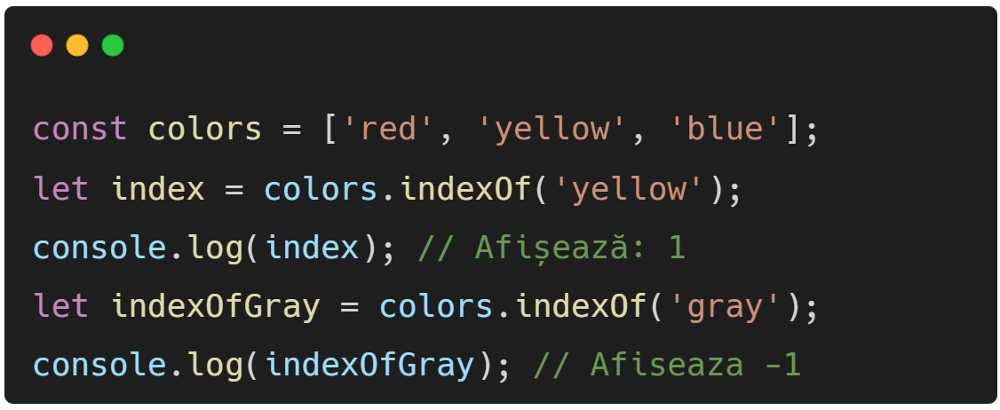 const colors = ['red', 'yellow', 'blue'];
let index = colors.indexOf('yellow');
console.log(index); // Afișează: 1
let indexOfGray = colors.indexOf('gray');
console.log(indexOfGray); // Afiseaza -1